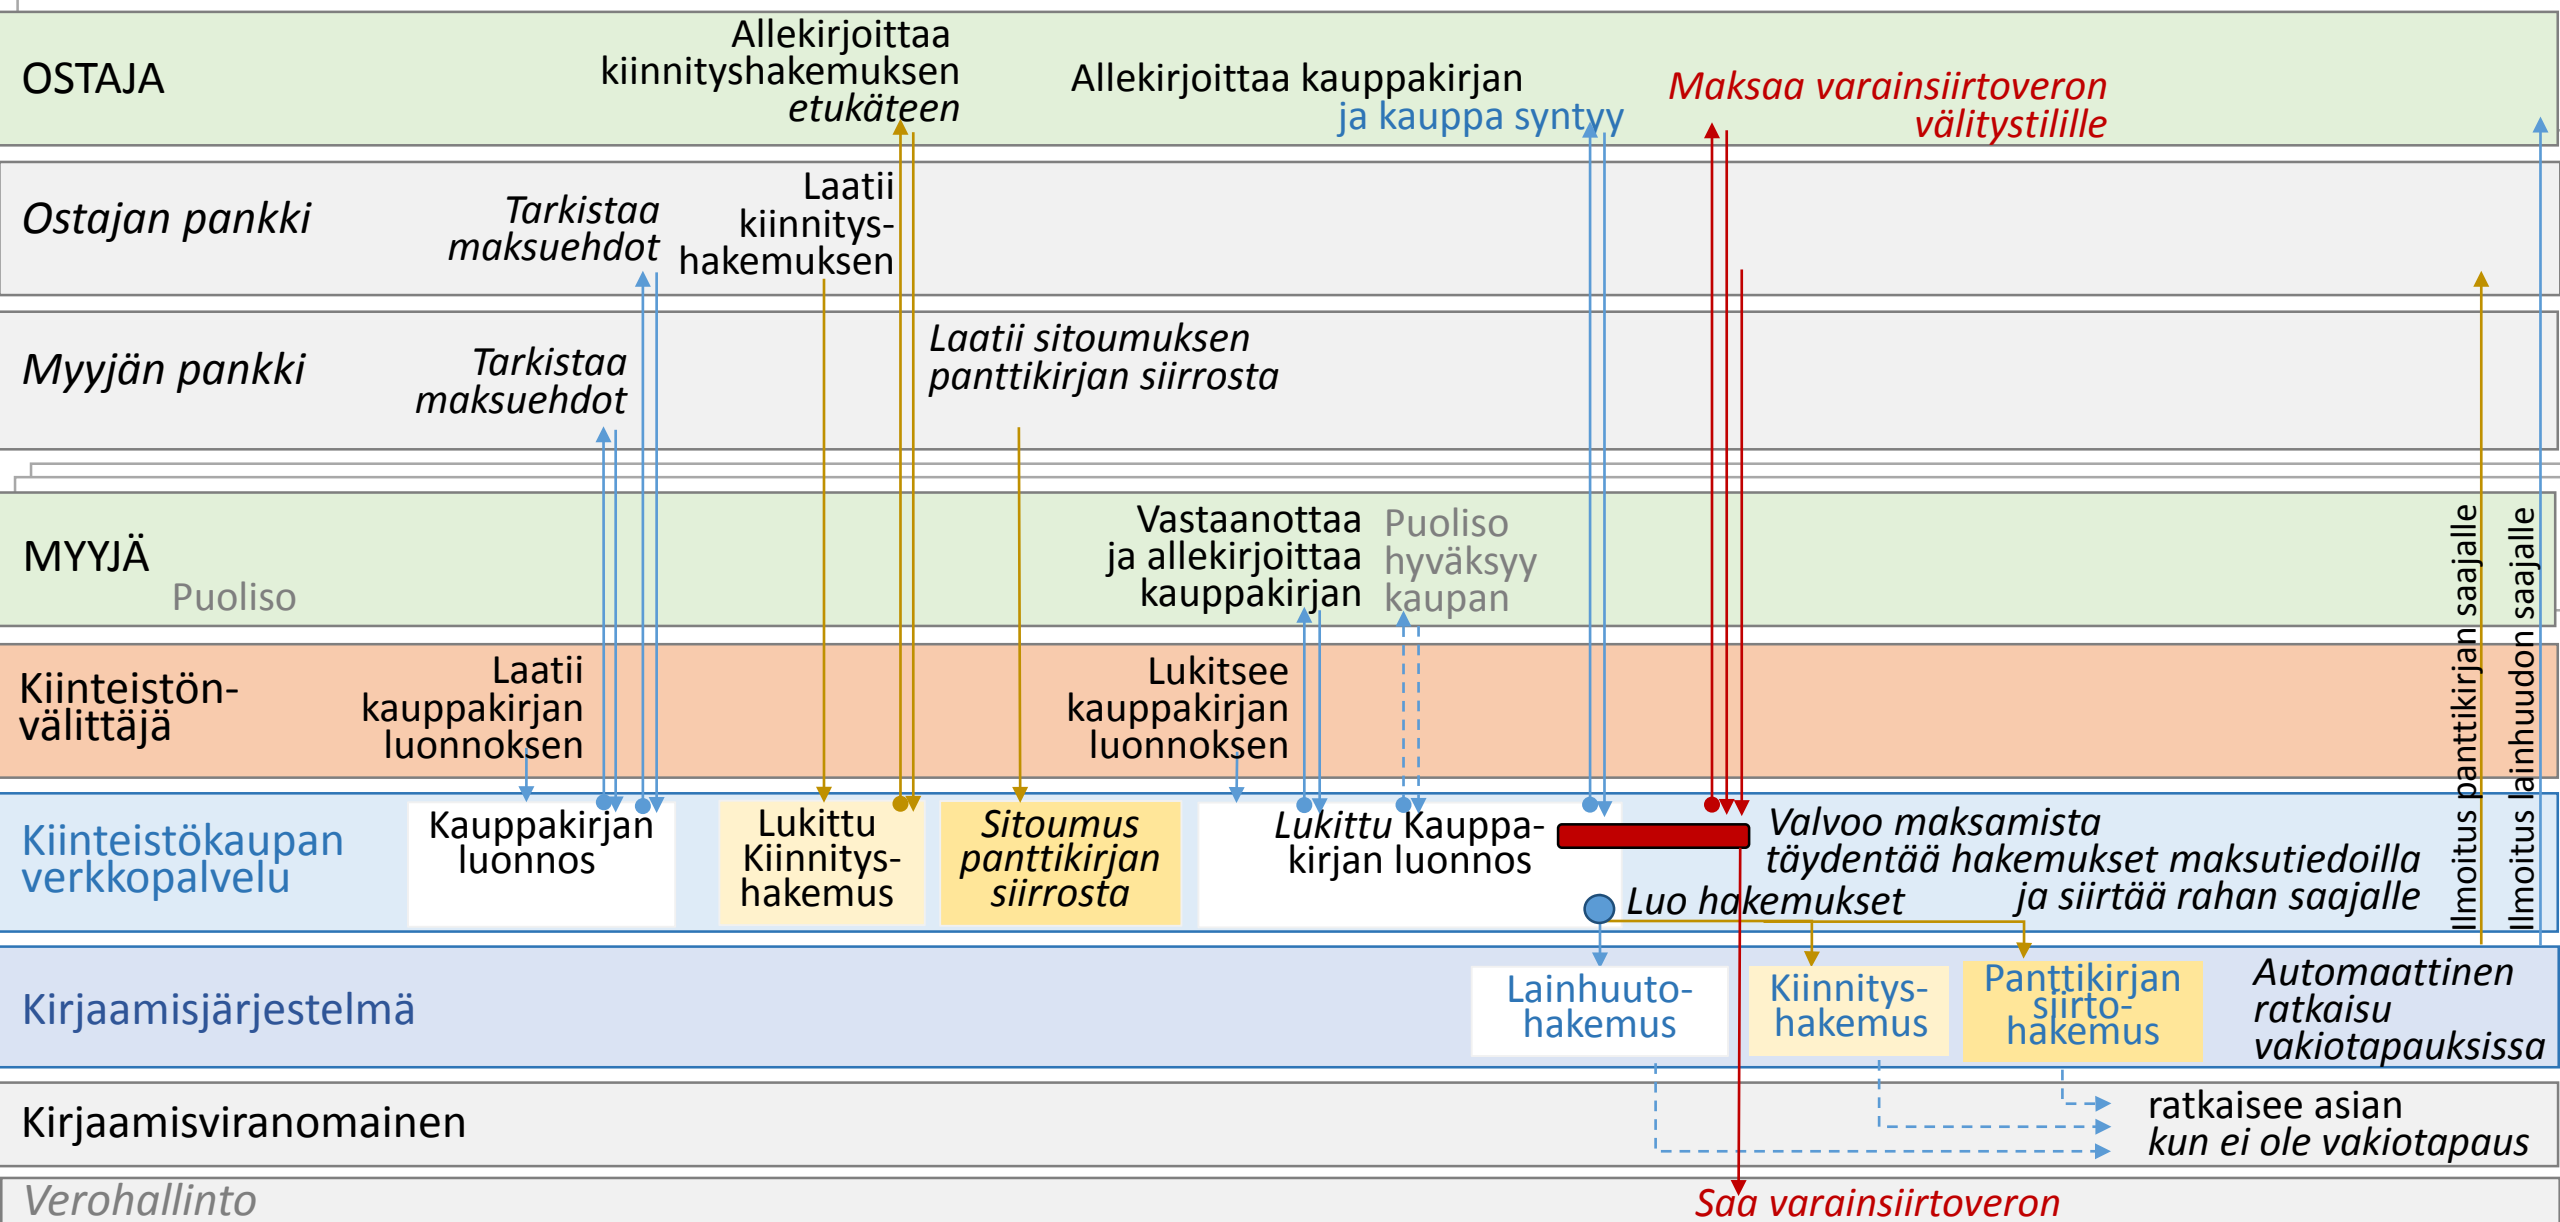 OSTAJA
Allekirjoittaa
kiinnityshakemuksen
etukäteen
Allekirjoittaa kauppakirjan
ja kauppa syntyy
Maksaa varainsiirtoveron
välitystilille
Ostajan pankki
Tarkistaa
maksuehdot
Laatii
kiinnitys-
hakemuksen
Myyjän pankki
Tarkistaa
maksuehdot
Laatii sitoumuksen
panttikirjan siirrosta
MYYJÄ
Puoliso
Vastaanottaa
ja allekirjoittaa
kauppakirjan
Puoliso
hyväksyy
kaupan
Kiinteistön-
välittäjä
Laatii
kauppakirjan
luonnoksen
Lukitsee
kauppakirjan
luonnoksen
Ilmoitus panttikirjan saajalle
Ilmoitus lainhuudon saajalle
Kiinteistökaupan
verkkopalvelu
Kauppakirjan
luonnos
Lukittu
Kiinnitys-
hakemus
Sitoumus
panttikirjan
siirrosta
Lukittu Kauppa-
kirjan luonnos
Valvoo maksamista
täydentää hakemukset maksutiedoilla
ja siirtää rahan saajalle
Luo hakemukset
Kirjaamisjärjestelmä
Lainhuuto-
hakemus
Kiinnitys-
hakemus
Panttikirjan
siirto-
hakemus
Automaattinen
ratkaisu
vakiotapauksissa
Kirjaamisviranomainen
ratkaisee asian
kun ei ole vakiotapaus
Verohallinto
Saa varainsiirtoveron